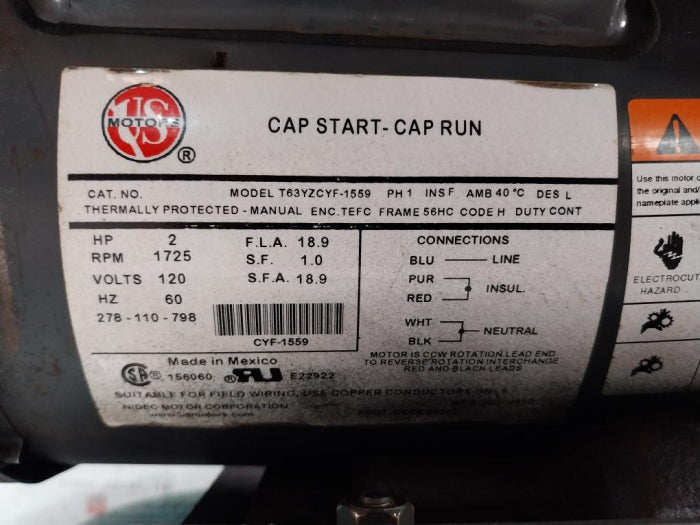 US
MOTORS
®
CAP START- CAP RUN
CAT. NO. MODEL T63YZCYF-1559 PH 1 INS F AMB 40 °C DES L
THERMALLY PROTECTED - MANUAL ENC. TEFC FRAME 56HC CODE H DUTY CONT
HP 2 F.L.A. 18.9
RPM 1725 S.F. 1.0
VOLTS 120 S.F.A. 18.9
HZ 60
278-110-798
CYF-1559
CONNECTIONS
BLU LINE
PUR
RED INSUL.
WHT
BLK NEUTRAL
MOTOR IS CCW ROTATION LEAD END
TO REVERSE ROTATION INTERCHANGE
RED AND BLACK LEADS
Made in Mexico
SA ® 156060 ® E22922
SUITABLE FOR FIELD WIRING, USE COPPER CONDUCTORS ONLY
NIDEC MOTOR CORPORATION
www.usmotors.com
Use this motor
the original and/
nameplate appli
ELECTROCUT
HAZARD